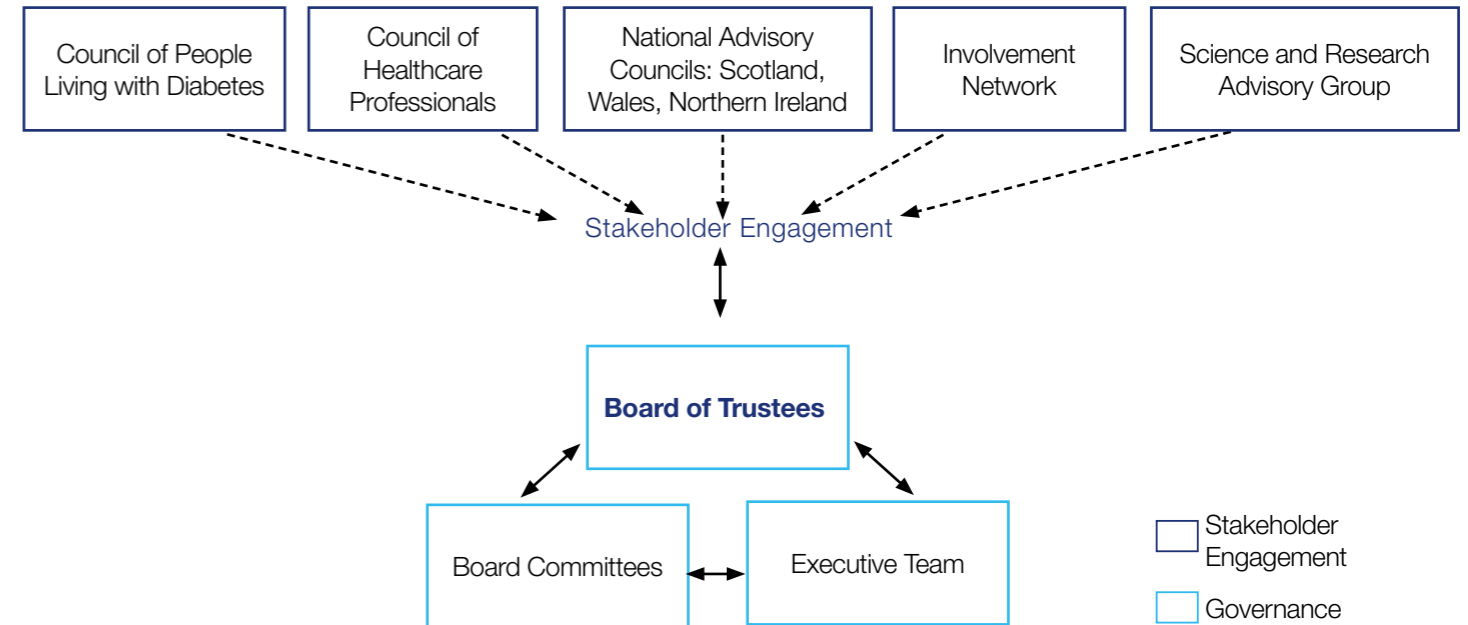 Council of People
Living with Diabetes
Council of
Healthcare
Professionals
National Advisory
Councils: Scotland,
Wales, Northern Ireland
Involvement
Network
Science and Research
Advisory Group
Stakeholder Engagement
Board of Trustees
Board Committees
Executive Team
Stakeholder
Engagement
Governance